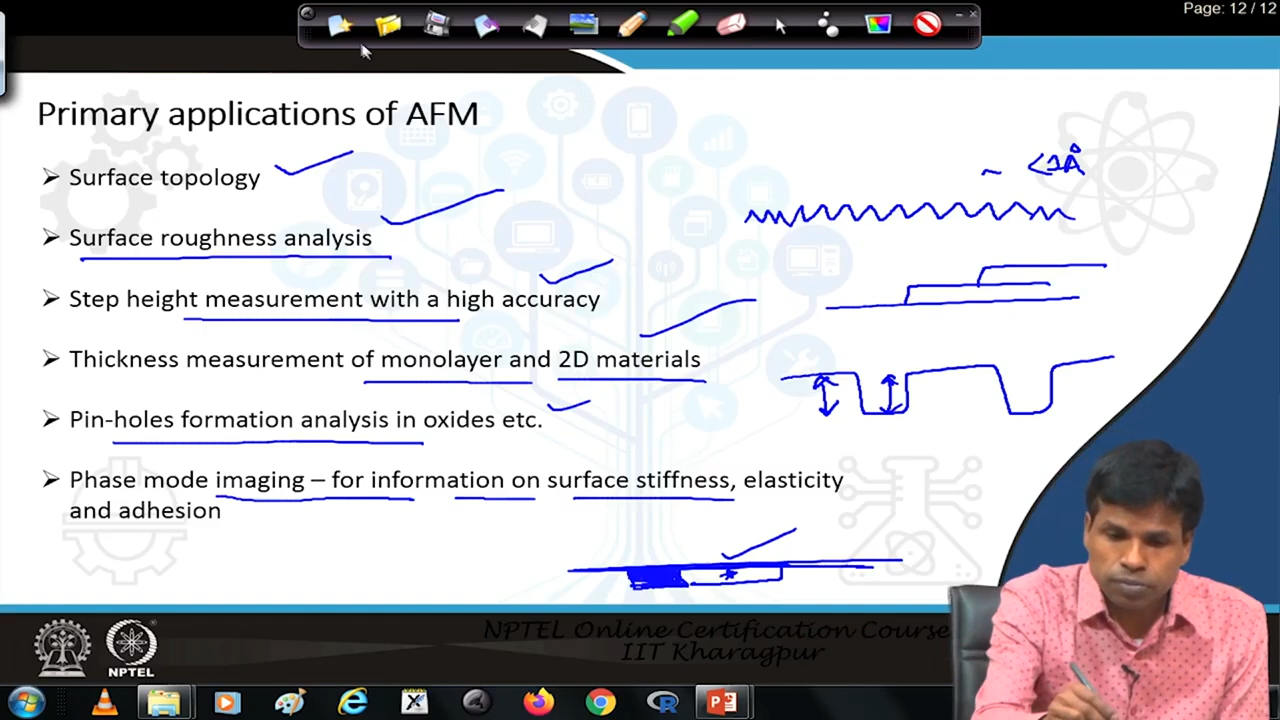 Page: 12 / 12
Primary applications of AFM
➢ Surface topology
➢ Surface roughness analysis
➢ Step height measurement with a high accuracy
➢ Thickness measurement of monolayer and 2D materials
➢ Pin-holes formation analysis in oxides etc.
➢ Phase mode imaging – for information on surface stiffness, elasticity
and adhesion
~ <1Å
NPTEL
NPTEL Online Certification Course
IIT Kharagpur